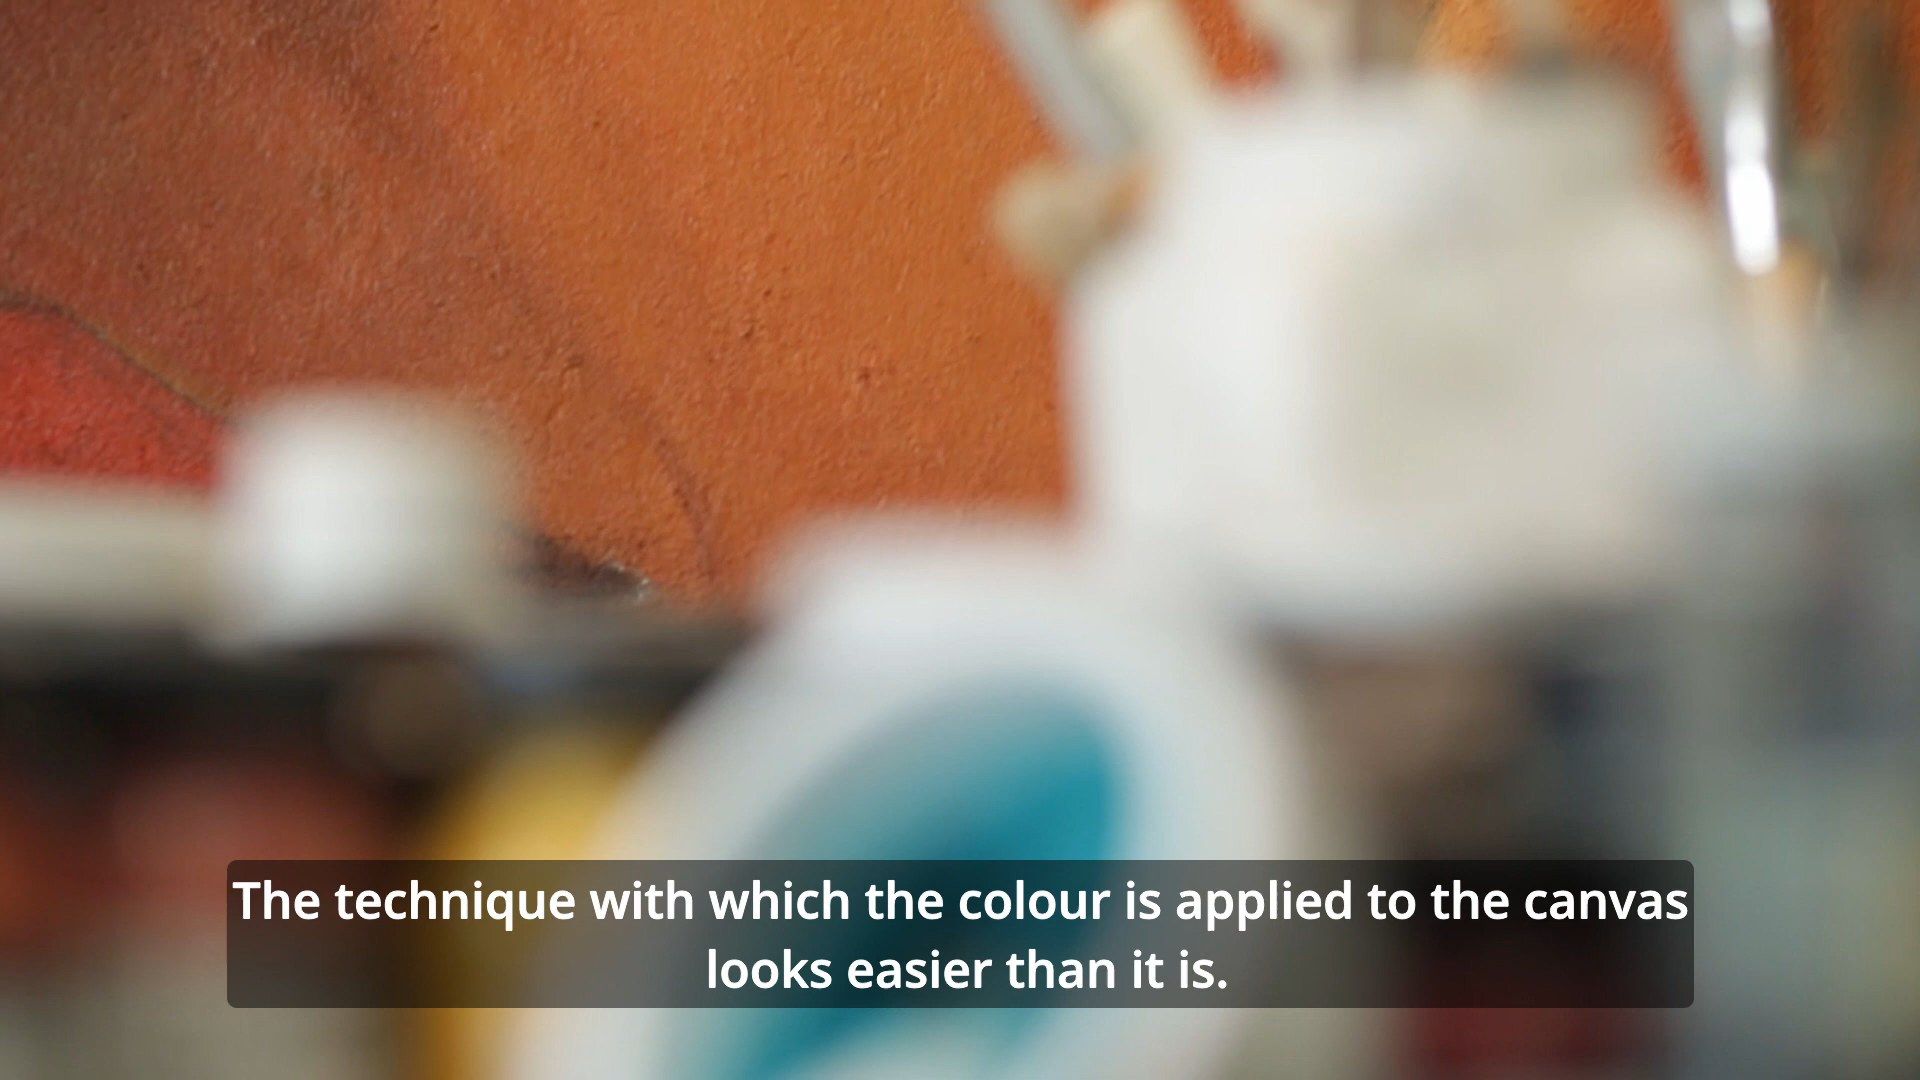 The technique with which the colour is applied to the canvas
looks easier than it is.